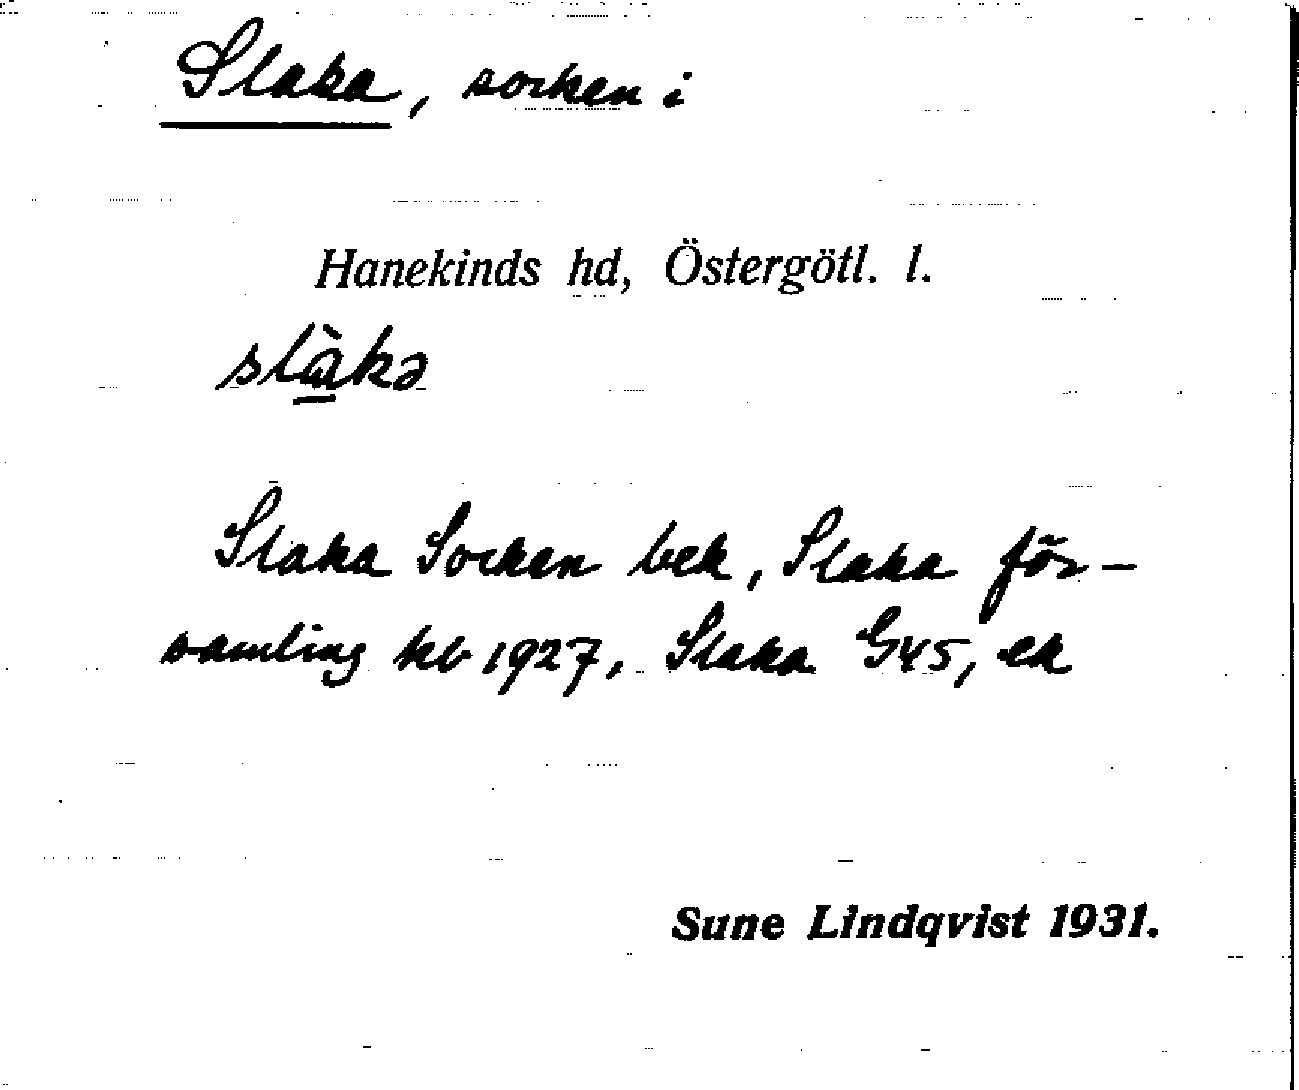 Slaka, socken i
Hanekinds hd, Östergötl. l.
slàkə
Slaka Socken bek, Slaka för-
samling kb 1927, Slaka G45, ek
Sune Lindqvist 1931.